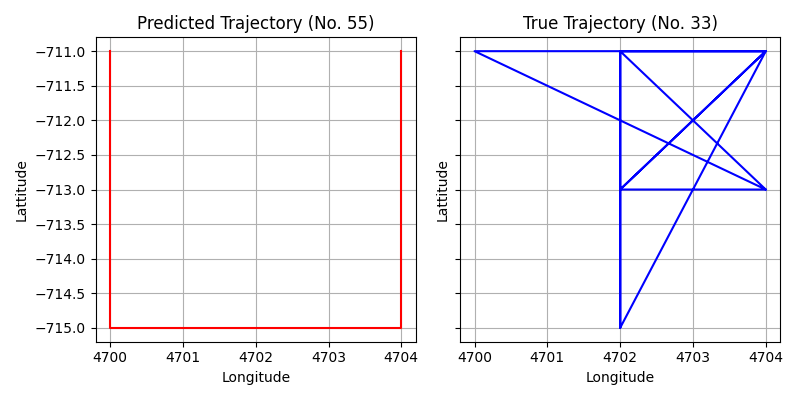 Predicted Trajectory (No. 55)
True Trajectory (No. 33)
Lattitude
−711.0
−711.5
−712.0
−712.5
−713.0
−713.5
−714.0
−714.5
−715.0
4700 4701 4702 4703 4704
Longitude
Lattitude
4700 4701 4702 4703 4704
Longitude